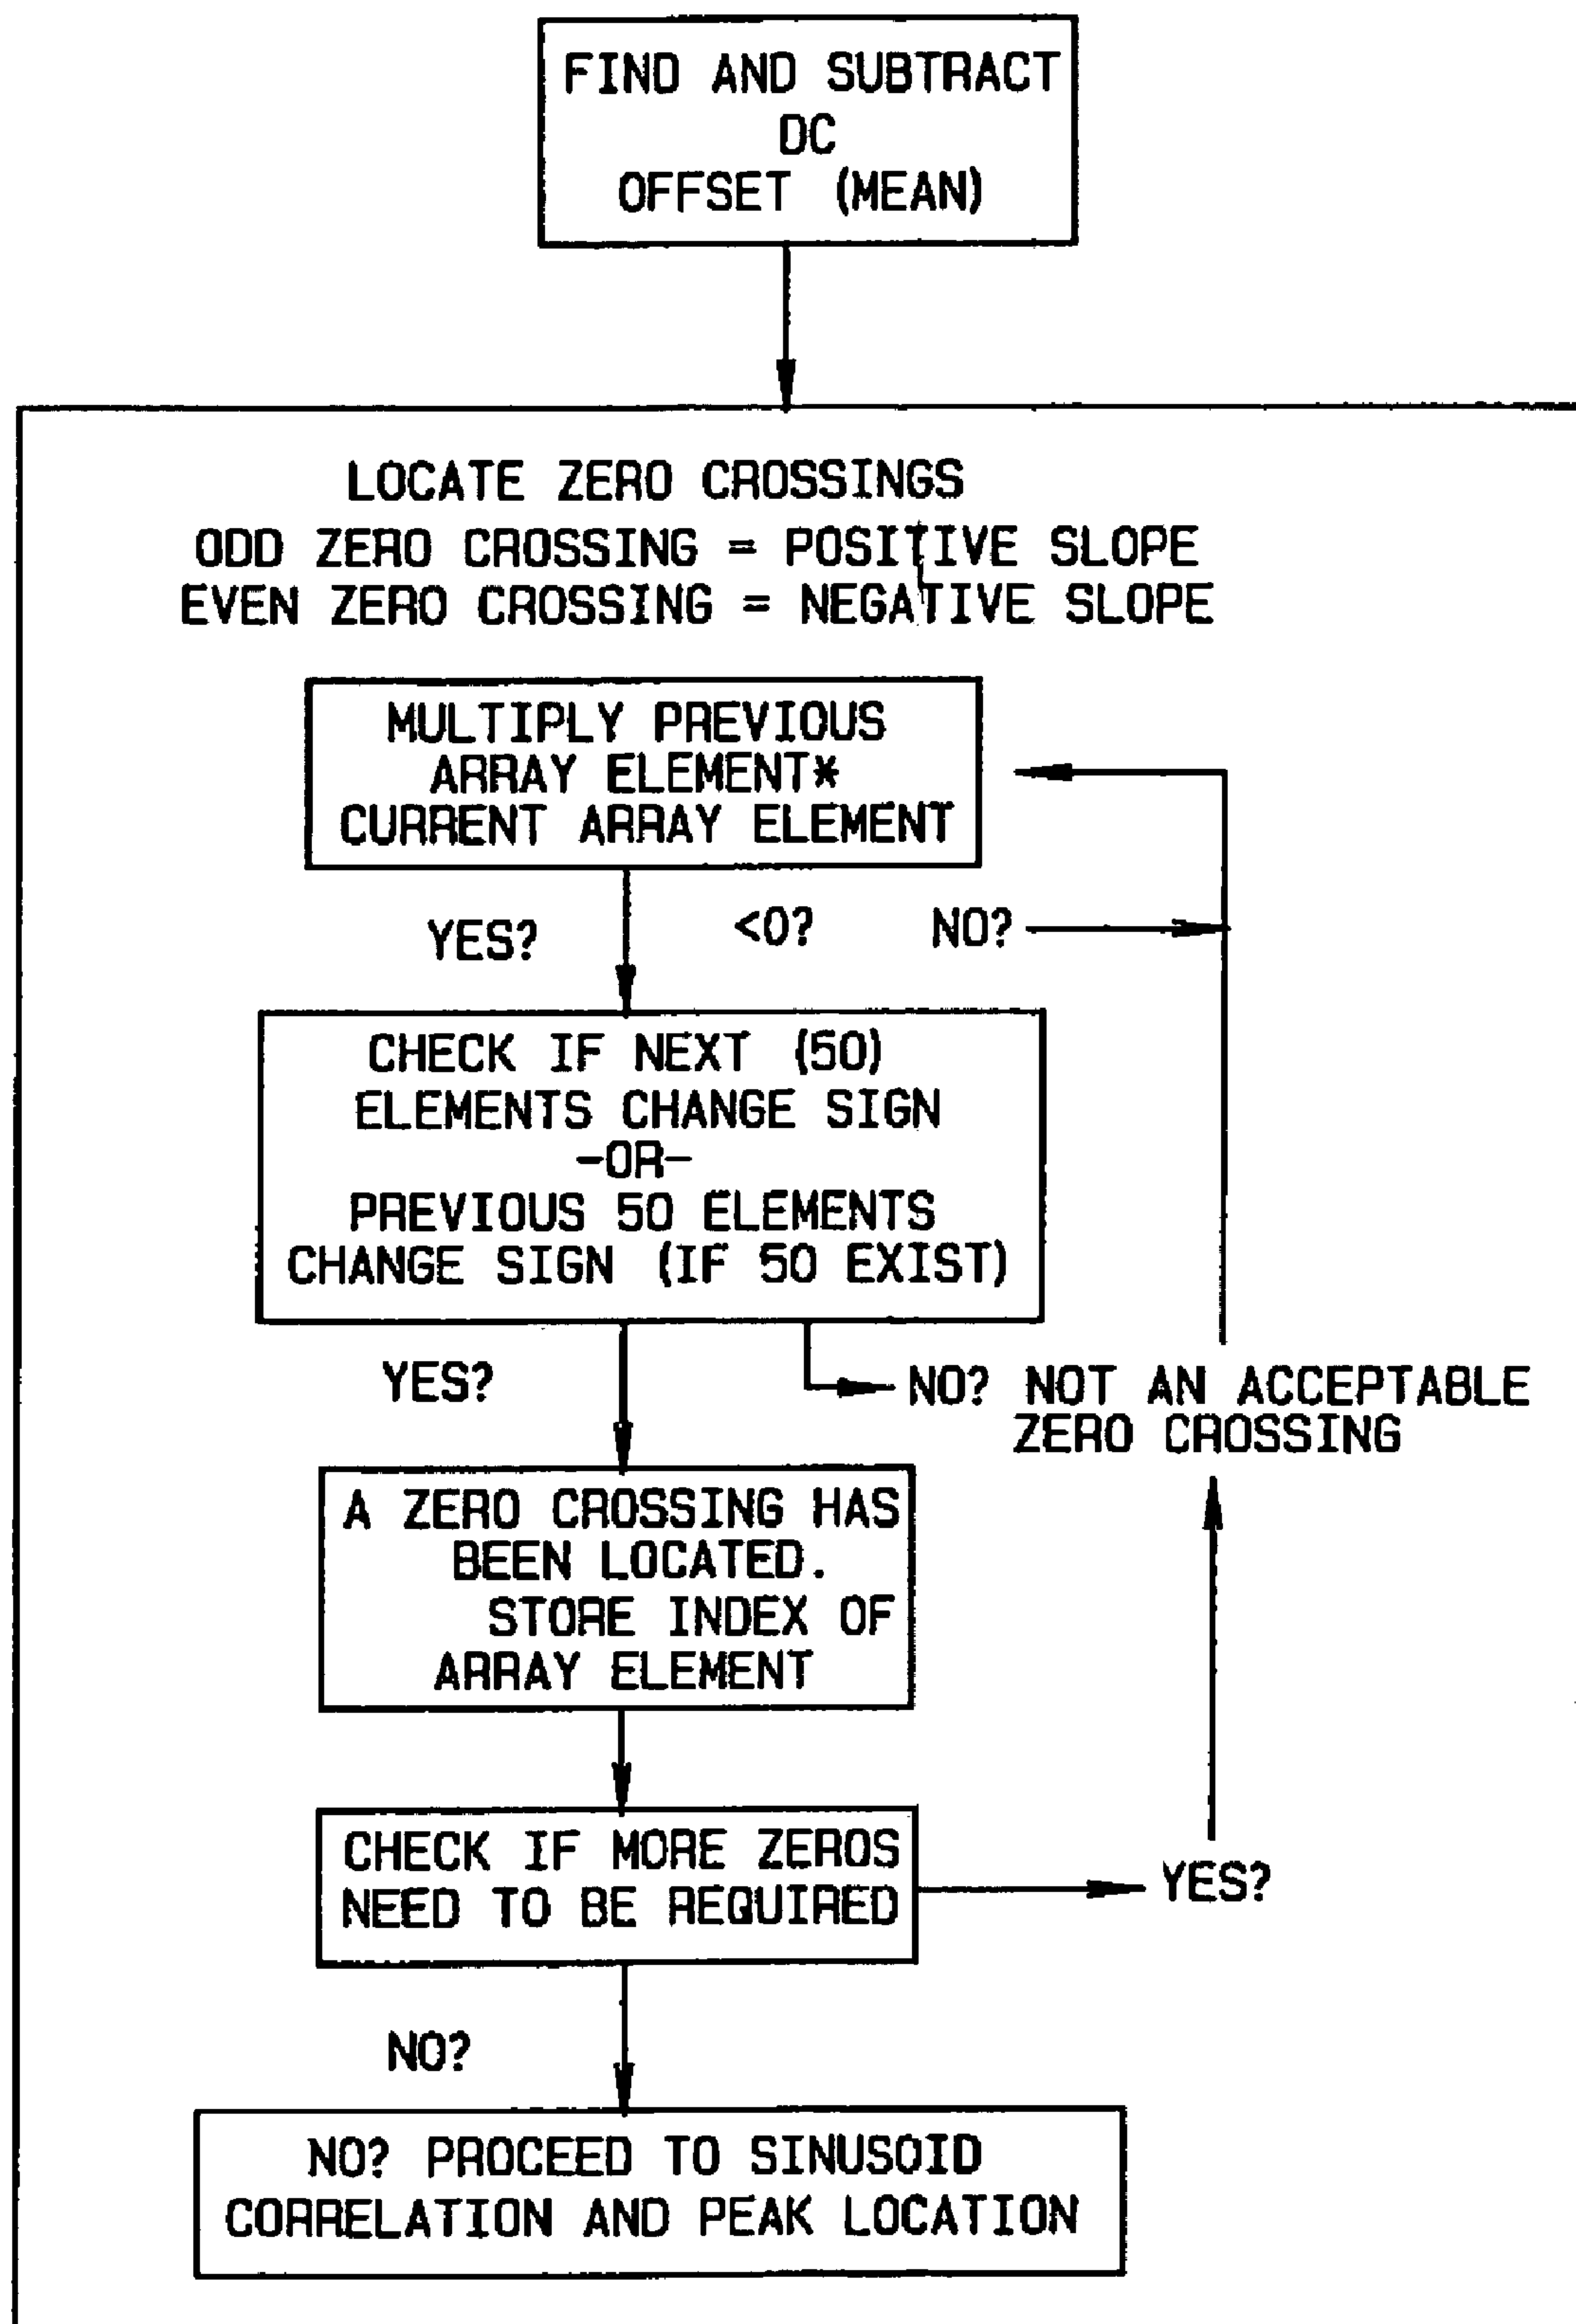 FIND AND SUBTRACT
DC
OFFSET (MEAN)
LOCATE ZERO CROSSINGS
ODD ZERO CROSSING = POSITIVE SLOPE
EVEN ZERO CROSSING = NEGATIVE SLOPE
MULTIPLY PREVIOUS
ARRAY ELEMENT*
CURRENT ARRAY ELEMENT
YES? <0? NO?
CHECK IF NEXT (50)
ELEMENTS CHANGE SIGN
-OR-
PREVIOUS 50 ELEMENTS
CHANGE SIGN (IF 50 EXIST)
YES?
NO? NOT AN ACCEPTABLE
ZERO CROSSING
A ZERO CROSSING HAS
BEEN LOCATED.
STORE INDEX OF
ARRAY ELEMENT
CHECK IF MORE ZEROS
NEED TO BE REQUIRED
YES?
NO?
NO? PROCEED TO SINUSOID
CORRELATION AND PEAK LOCATION